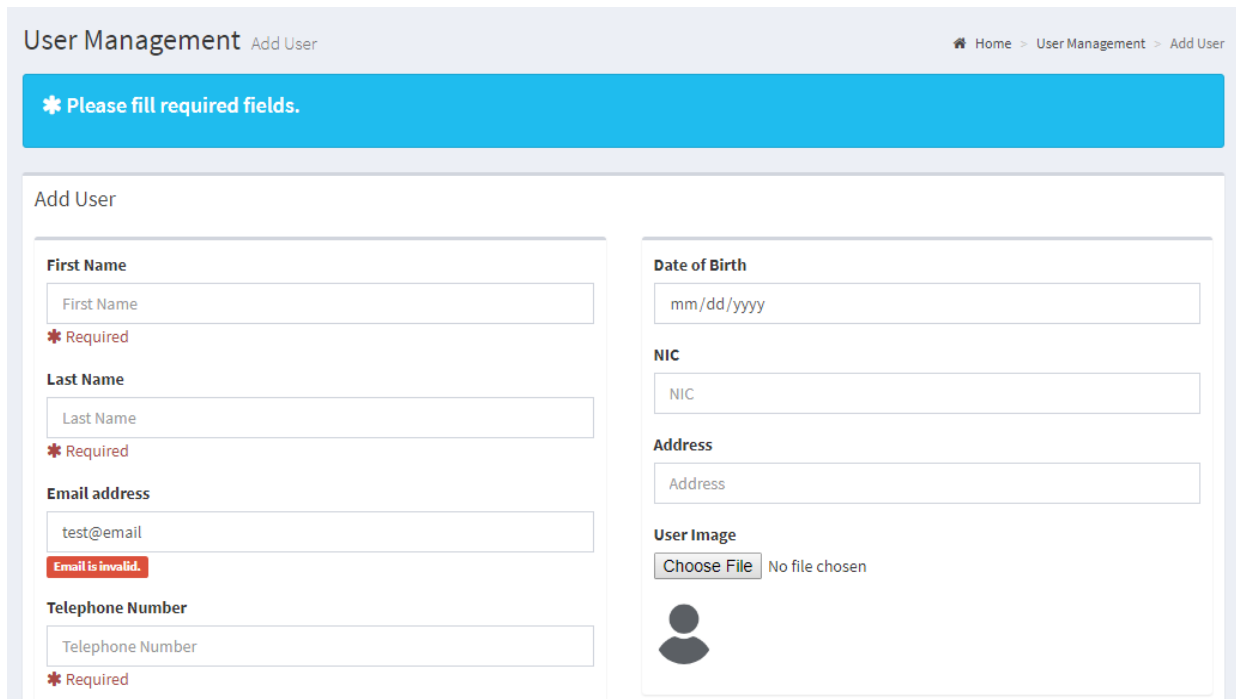 User Management Add User
Home > User Management > Add User
✱ Please fill required fields.
Add User
First Name
First Name
✱ Required
Last Name
Last Name
✱ Required
Email address
test@email
Email is invalid.
Telephone Number
Telephone Number
✱ Required
Date of Birth
mm/dd/yyyy
NIC
NIC
Address
Address
User Image
Choose File No file chosen